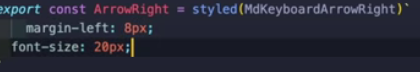 export const ArrowRight = styled(MdKeyboardArrowRight)`
margin-left: 8px;
font-size: 20px;